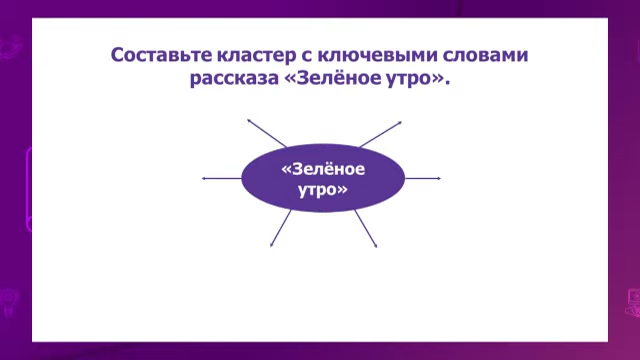 Составьте кластер с ключевыми словами
рассказа «Зелёное утро».
«Зелёное
утро»